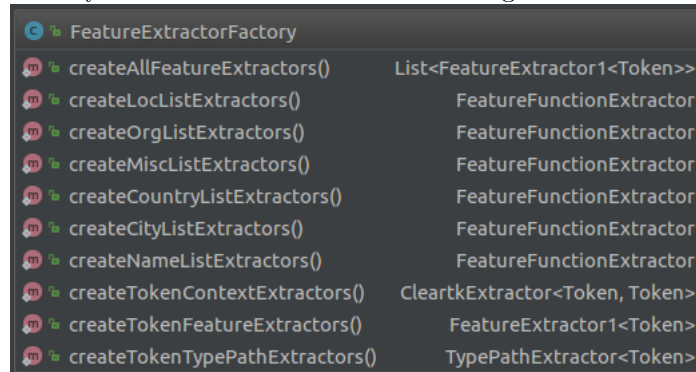 FeatureExtractorFactory
createAllFeatureExtractors() List<FeatureExtractor1<Token>>
createLocListExtractors() FeatureFunctionExtractor
createOrgListExtractors() FeatureFunctionExtractor
createMiscListExtractors() FeatureFunctionExtractor
createCountryListExtractors() FeatureFunctionExtractor
createCityListExtractors() FeatureFunctionExtractor
createNameListExtractors() FeatureFunctionExtractor
createTokenContextExtractors() CleartkExtractor<Token, Token>
createTokenFeatureExtractors() FeatureExtractor1<Token>
createTokenTypePathExtractors() TypePathExtractor<Token>